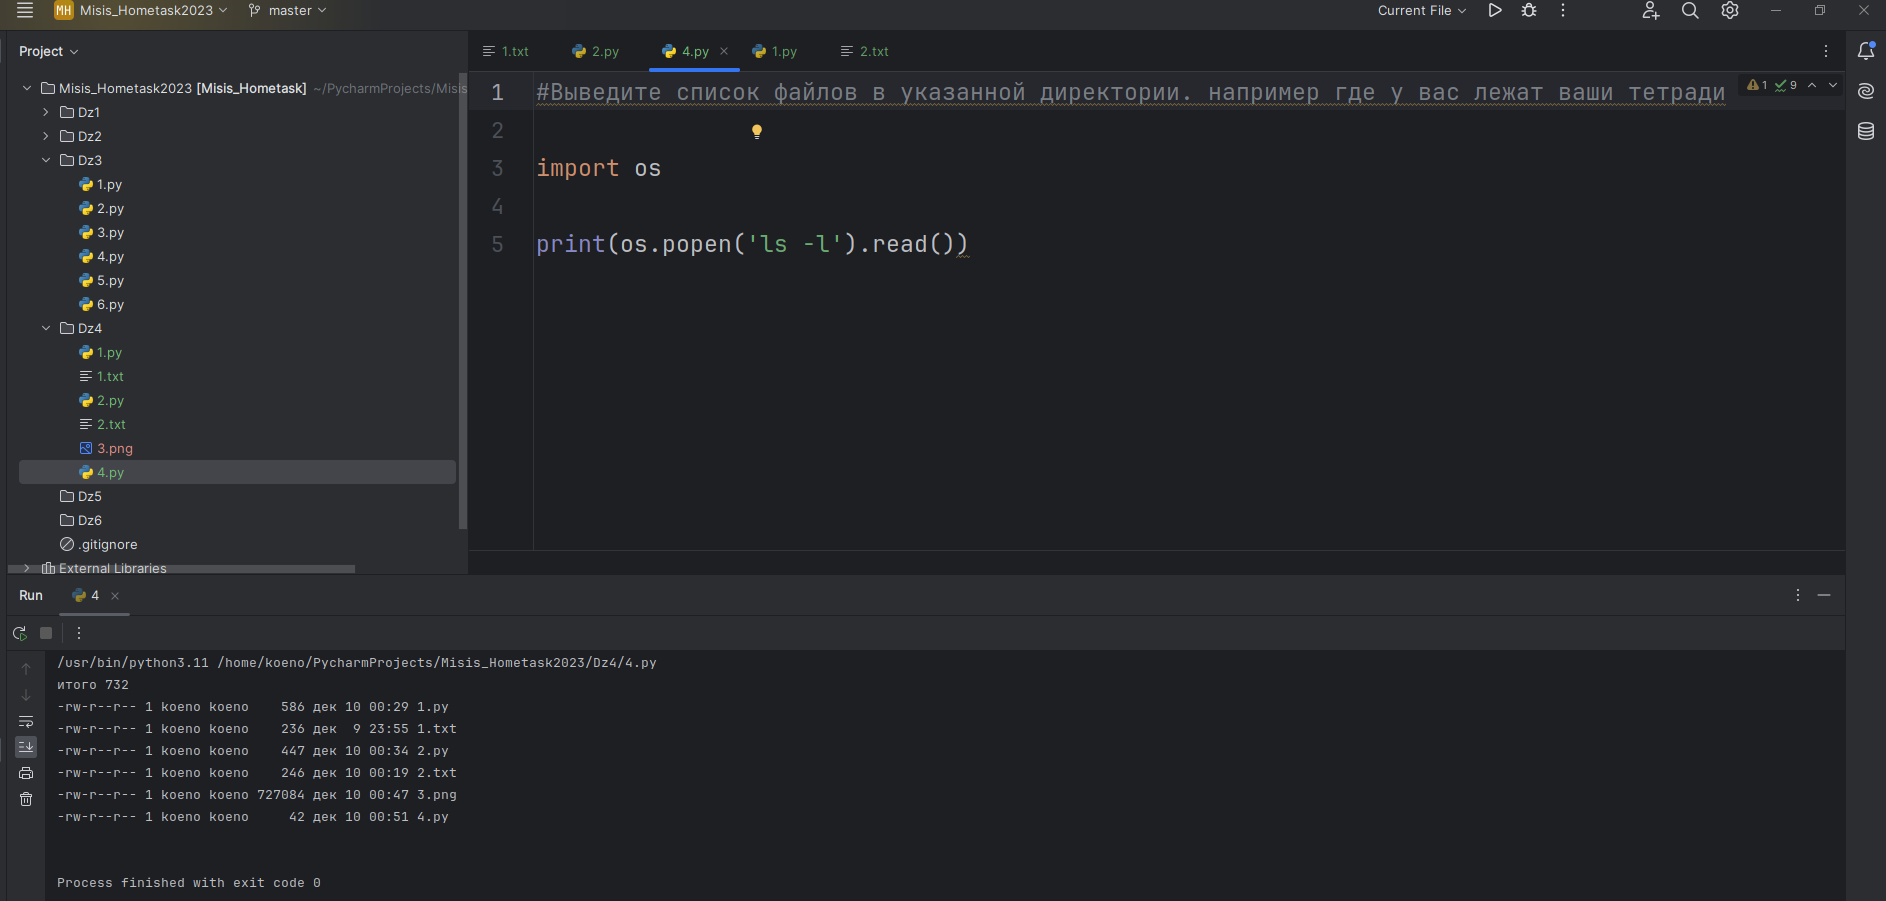 MH Misis_Hometask2023 master Current File
Project
1.txt 2.py 4.py 1.py 2.txt
Misis_Hometask2023 [Misis_Hometask] ~/PycharmProjects/Misis
Dz1
Dz2
Dz3
1.py
2.py
3.py
4.py
5.py
6.py
Dz4
1.py
1.txt
2.py
2.txt
3.png
4.py
Dz5
Dz6
.gitignore
External Libraries
1 #Выведите список файлов в указанной директории. например где у вас лежат ваши тетради
1 9
2
3 import os
4
5 print(os.popen('ls -l').read())
Run 4
/usr/bin/python3.11 /home/koeno/PycharmProjects/Misis_Hometask2023/Dz4/4.py
итого 732
-rw-r--r-- 1 koeno koeno    586 дек 10 00:29 1.py
-rw-r--r-- 1 koeno koeno    236 дек  9 23:55 1.txt
-rw-r--r-- 1 koeno koeno    447 дек 10 00:34 2.py
-rw-r--r-- 1 koeno koeno    246 дек 10 00:19 2.txt
-rw-r--r-- 1 koeno koeno 727084 дек 10 00:47 3.png
-rw-r--r-- 1 koeno koeno     42 дек 10 00:51 4.py
Process finished with exit code 0